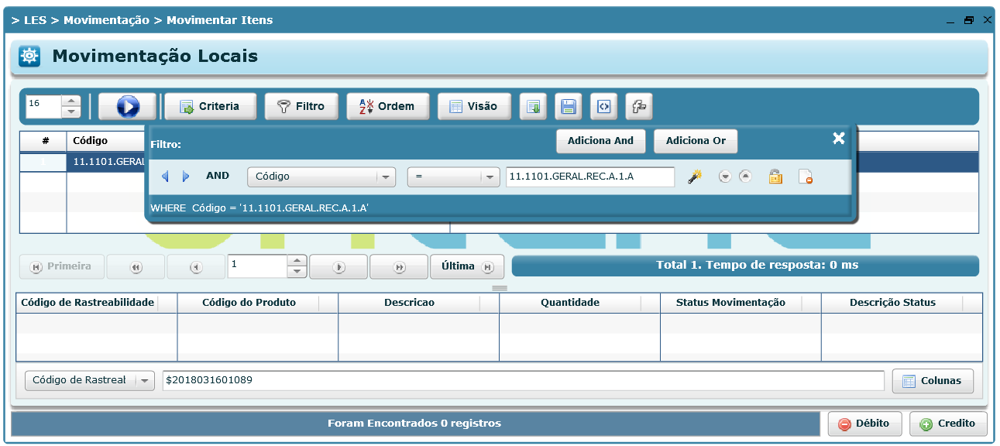 > LES > Movimentação > Movimentar Itens
Movimentação Locais
16 Criteria Filtro Ordem Visão
# Código
11.1101.GERAL
Filtro: Adiciona And Adiciona Or
AND Código = 11.1101.GERAL.REC.A.1.A
WHERE Código = '11.1101.GERAL.REC.A.1.A'
Primeira 1 Última Total 1. Tempo de resposta: 0 ms
Código de Rastreabilidade Código do Produto Descricao Quantidade Status Movimentação Descrição Status
Código de Rastreal $2018031601089 Colunas
Foram Encontrados 0 registros Débito Credito